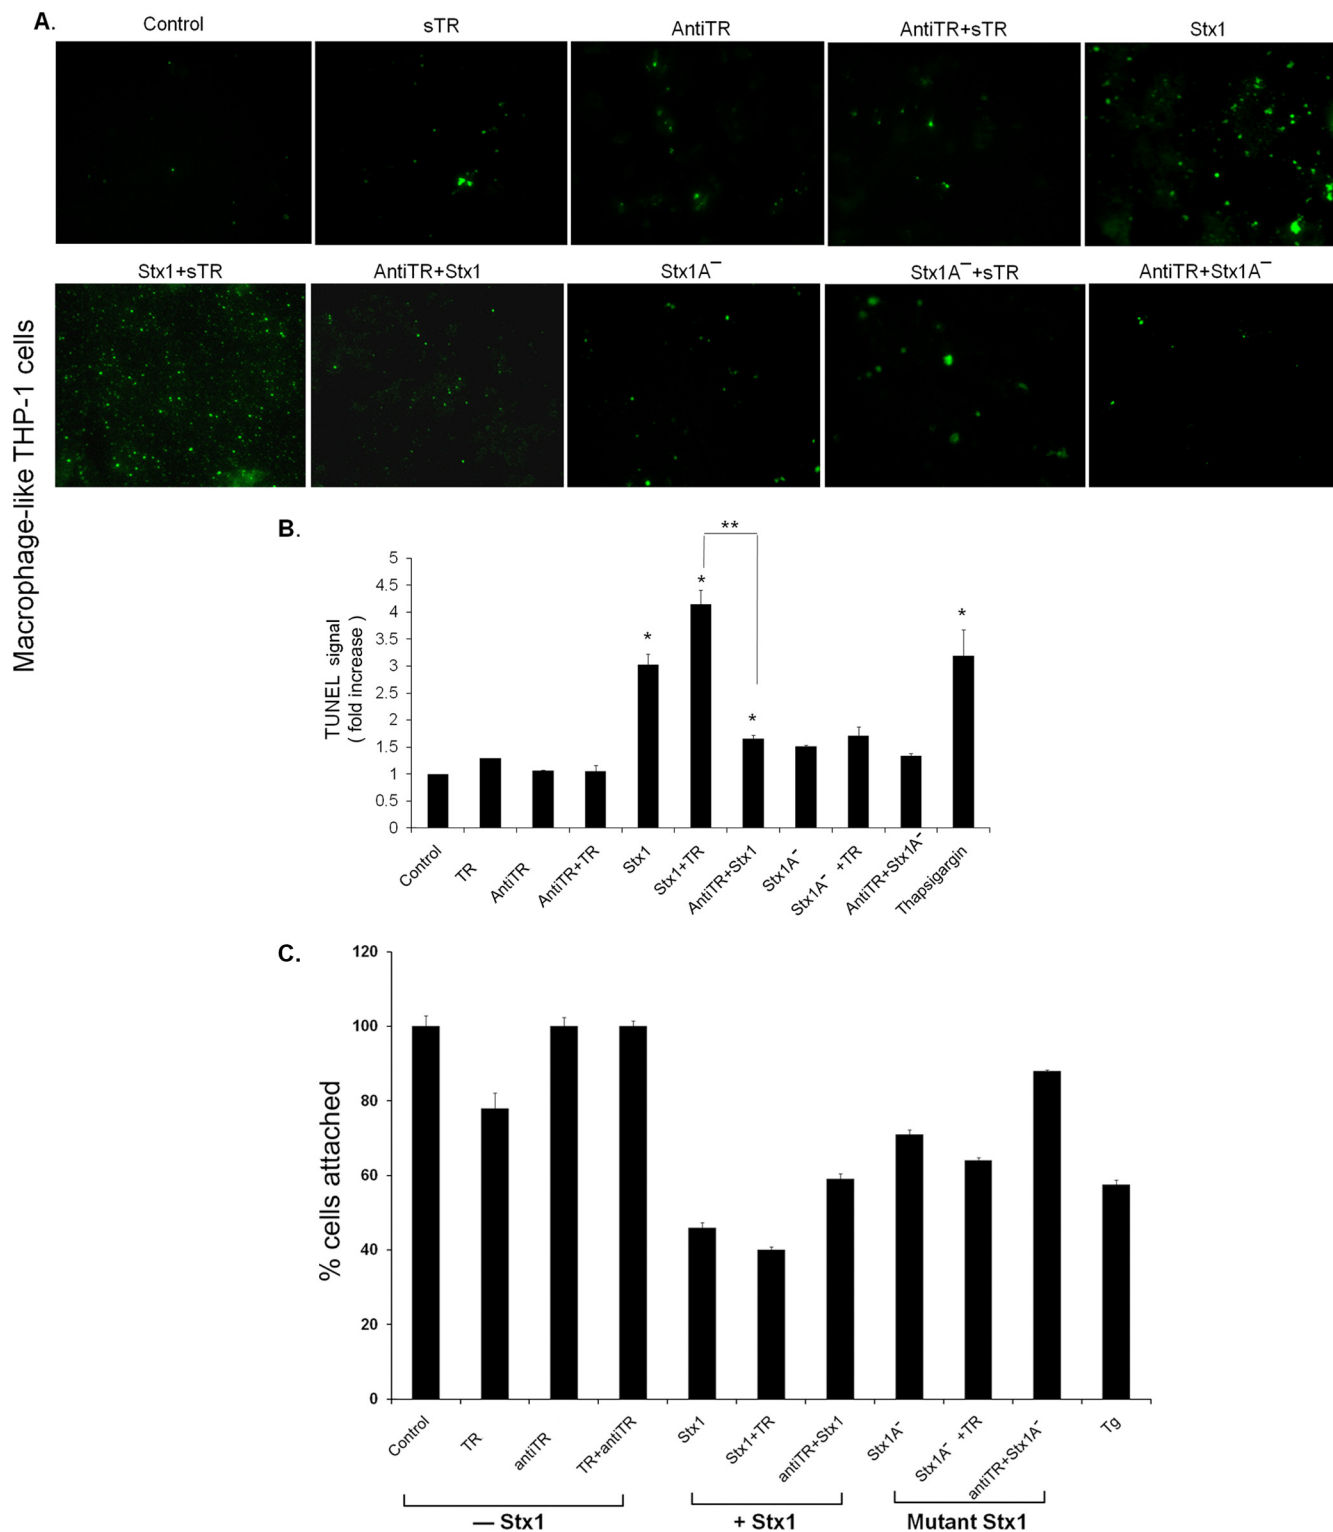 A.
Control
sTR
AntiTR
AntiTR+sTR
Stx1
Stx1+sTR
AntiTR+Stx1
Stx1A⁻
Stx1A⁻+sTR
AntiTR+Stx1A⁻
Macrophage-like THP-1 cells
B.
TUNEL signal
( fold increase )
5
4.5
4
3.5
3
2.5
2
1.5
1
0.5
0
**
*
*
*
*
Control
TR
AntiTR
AntiTR+TR
Stx1
Stx1+TR
AntiTR+Stx1
Stx1A⁻
Stx1A⁻ +TR
AntiTR+Stx1A⁻
Thapsigargin
C.
% cells attached
120
100
80
60
40
20
0
Control
TR
antiTR
TR+antiTR
Stx1
Stx1+TR
antiTR+Stx1
Stx1A⁻
Stx1A⁻ +TR
antiTR+Stx1A⁻
Tg
— Stx1
+ Stx1
Mutant Stx1